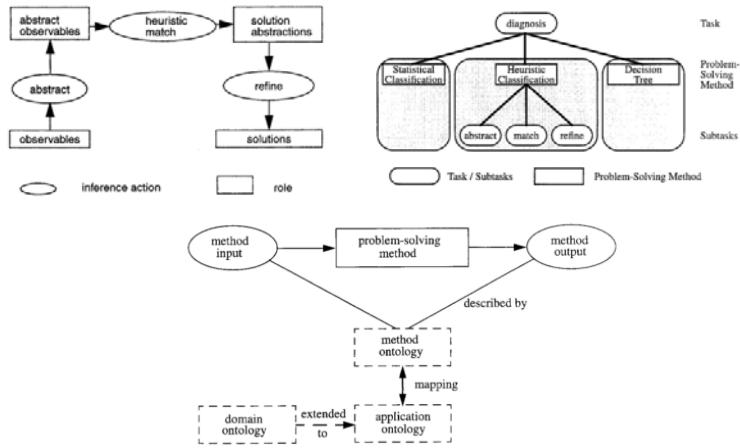 abstract
observables
heuristic
match
solution
abstractions
abstract
refine
observables
solutions
inference action
role
diagnosis
Task
Statistical
Classification
Heuristic
Classification
Decision
Tree
Problem-
Solving
Method
abstract
match
refine
Subtasks
Task / Subtasks
Problem-Solving Method
method
input
problem-solving
method
method
output
described by
method
ontology
mapping
domain
ontology
extended
to
application
ontology